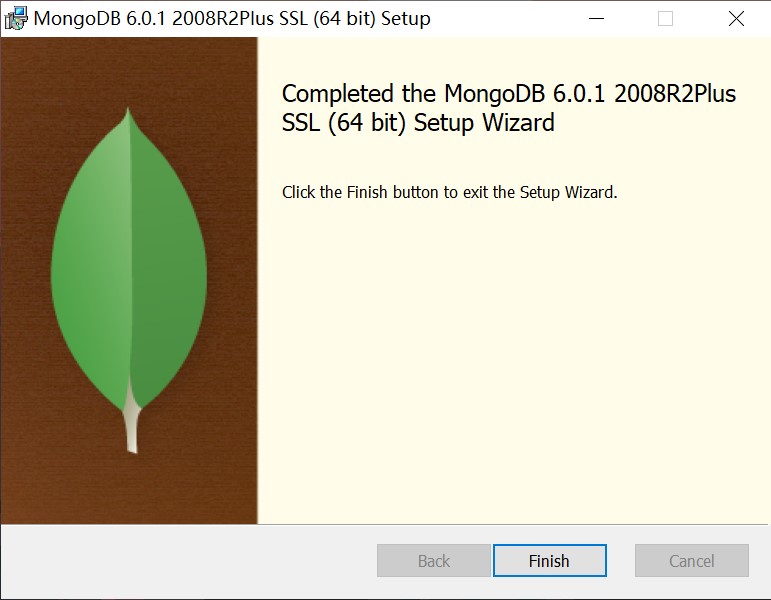 MongoDB 6.0.1 2008R2Plus SSL (64 bit) Setup
Completed the MongoDB 6.0.1 2008R2Plus
SSL (64 bit) Setup Wizard
Click the Finish button to exit the Setup Wizard.
Back
Finish
Cancel